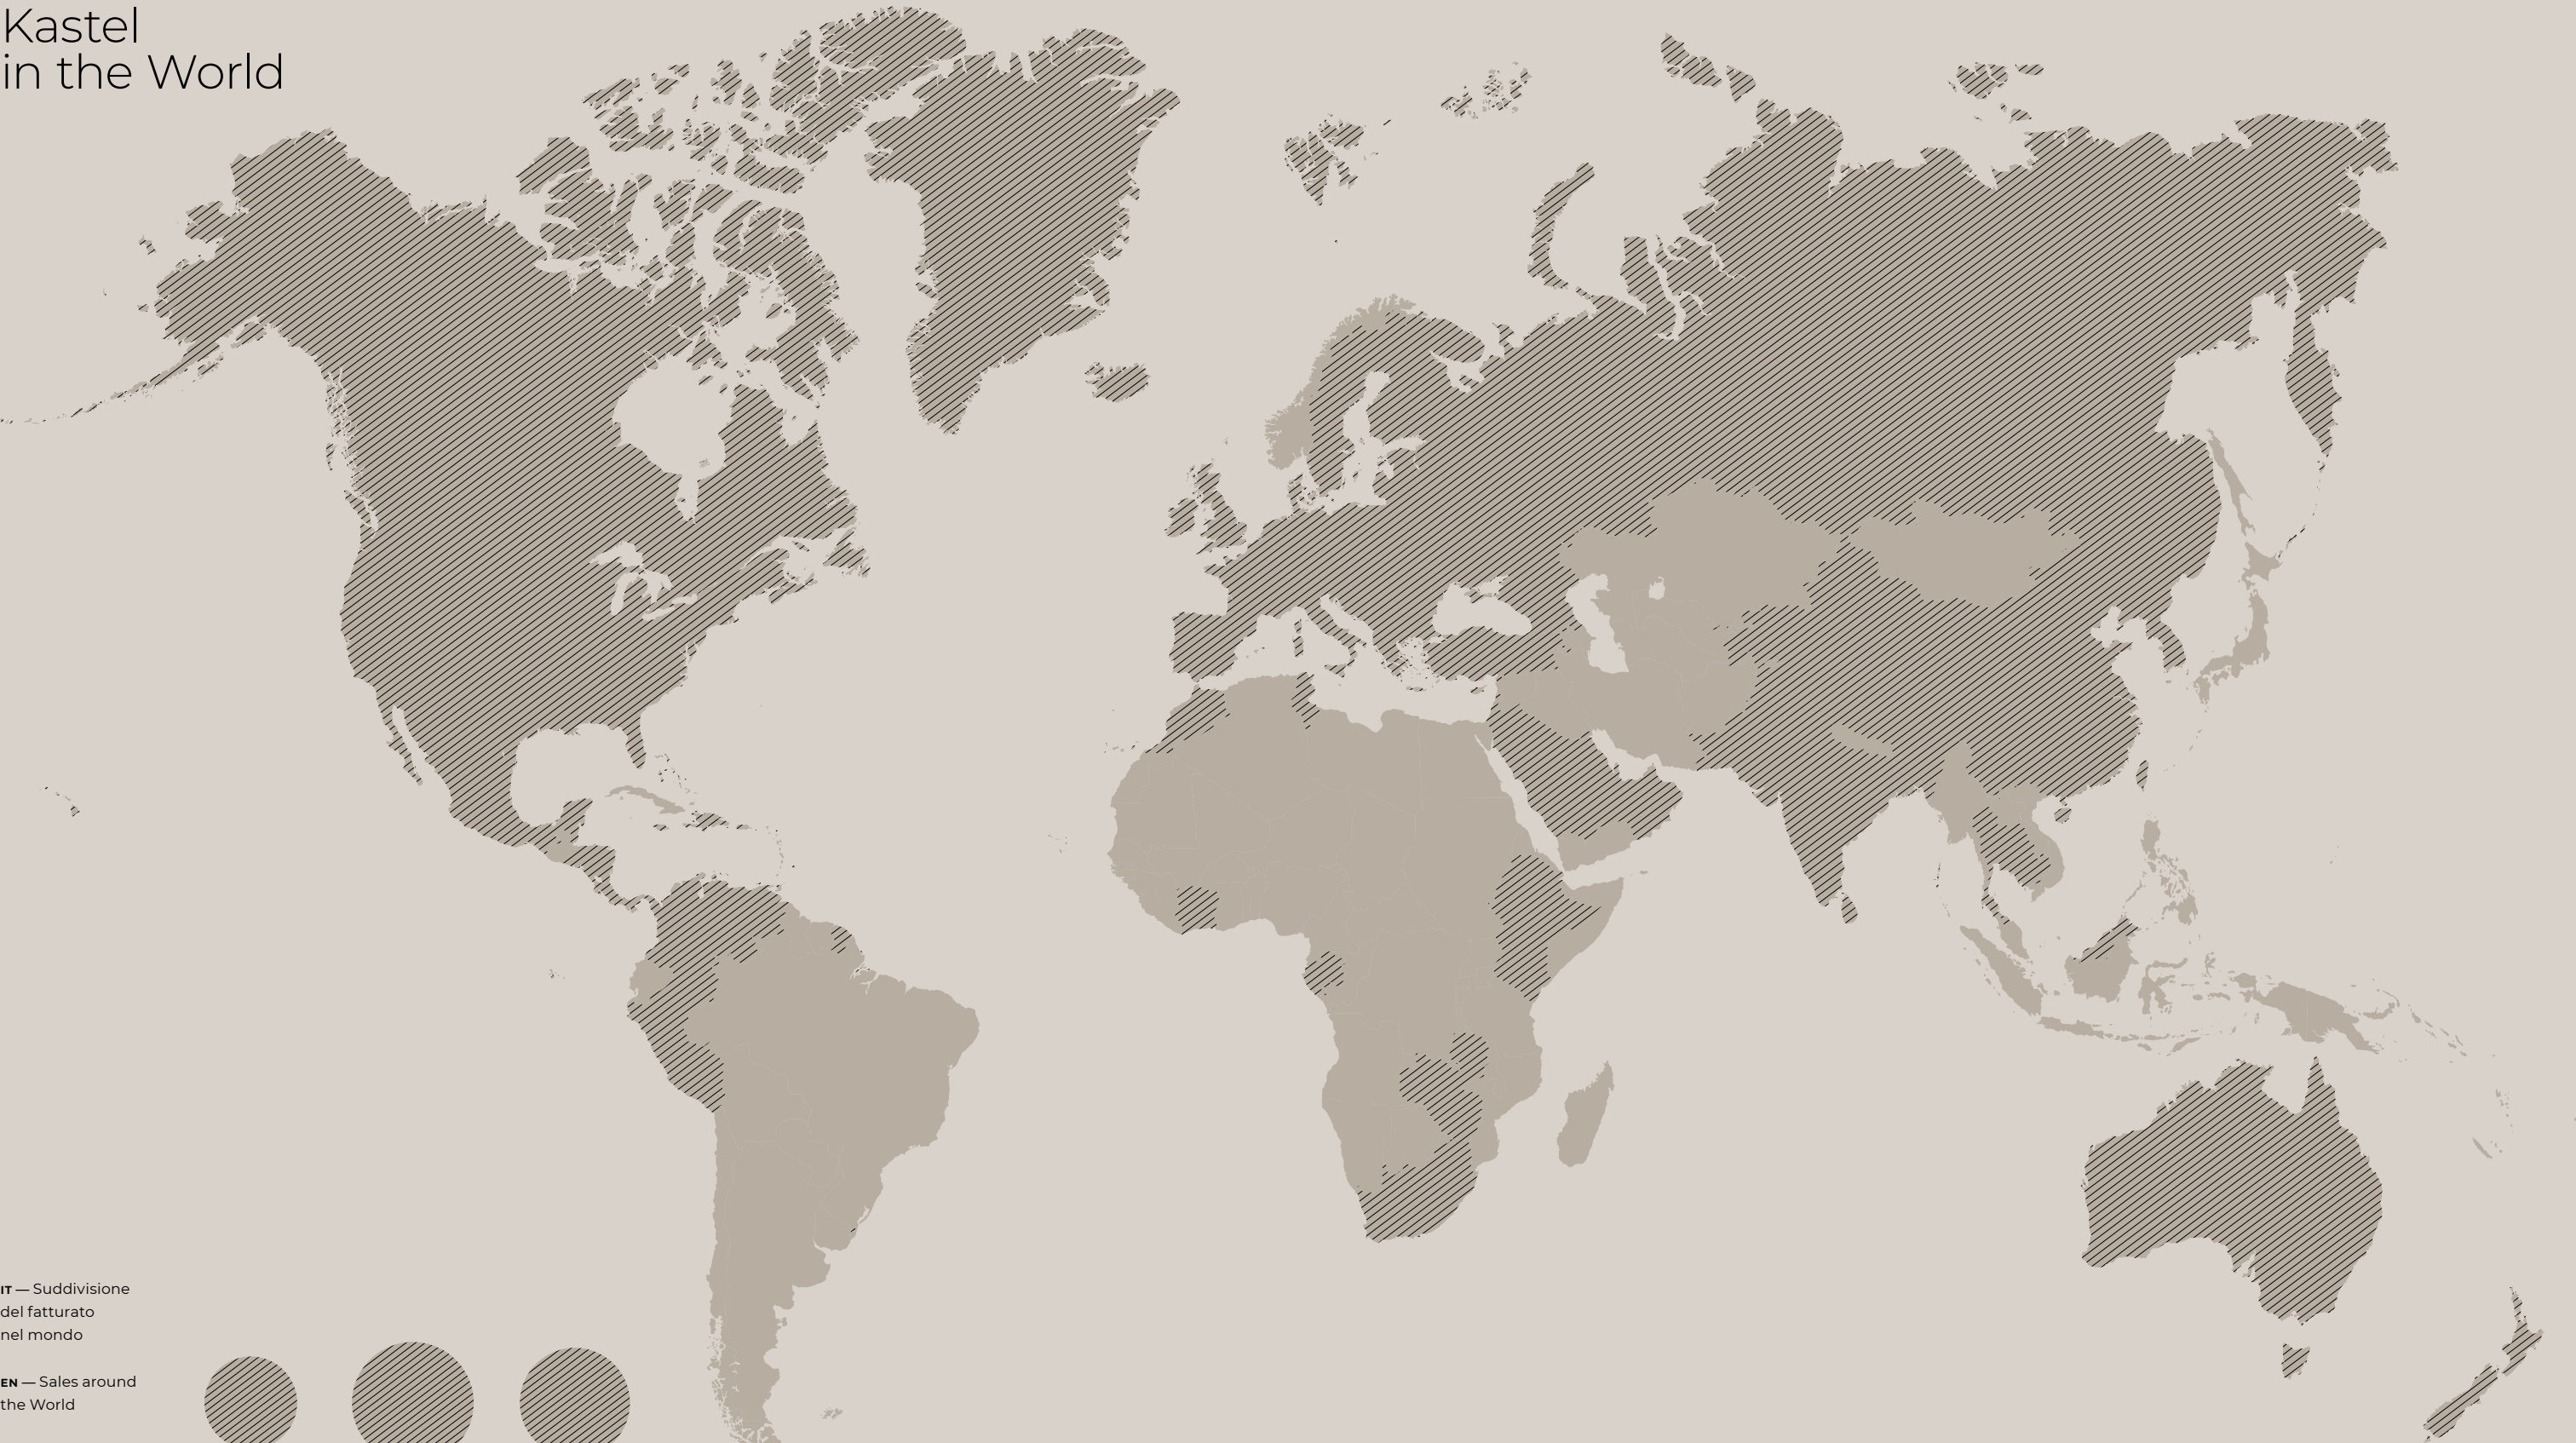 Kastel
in the World
IT — Suddivisione
del fatturato
nel mondo
EN — Sales around
the World